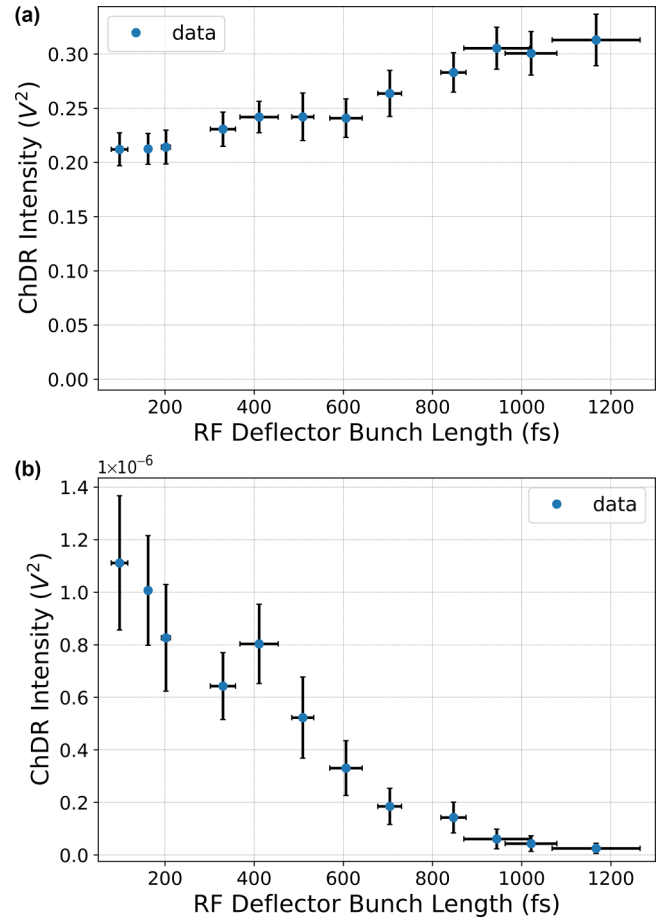 (a)
data
0.30
0.25
0.20
0.15
0.10
0.05
0.00
ChDR Intensity (V²)
200 400 600 800 1000 1200
RF Deflector Bunch Length (fs)
(b)
1×10⁻⁶
data
1.4
1.2
1.0
0.8
0.6
0.4
0.2
0.0
ChDR Intensity (V²)
200 400 600 800 1000 1200
RF Deflector Bunch Length (fs)